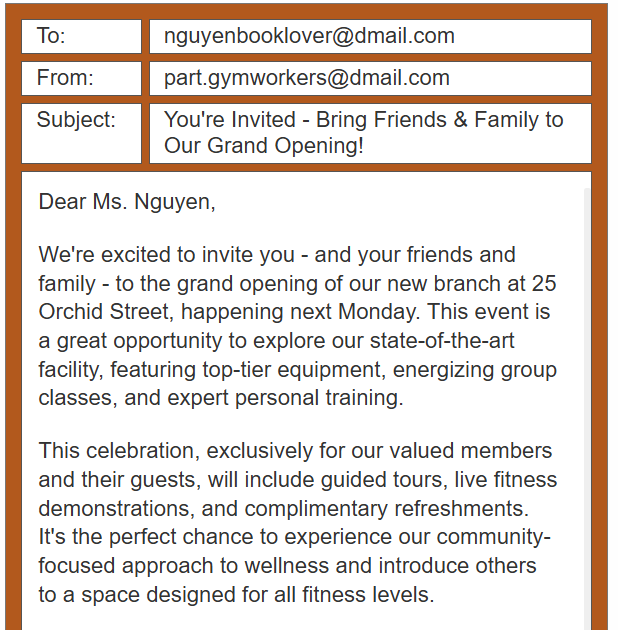 To:
nguyenbooklover@dmail.com
From:
part.gymworkers@dmail.com
Subject:
You're Invited - Bring Friends & Family to
Our Grand Opening!
Dear Ms. Nguyen,
We're excited to invite you - and your friends and
family - to the grand opening of our new branch at 25
Orchid Street, happening next Monday. This event is
a great opportunity to explore our state-of-the-art
facility, featuring top-tier equipment, energizing group
classes, and expert personal training.
This celebration, exclusively for our valued members
and their guests, will include guided tours, live fitness
demonstrations, and complimentary refreshments.
It's the perfect chance to experience our community-
focused approach to wellness and introduce others
to a space designed for all fitness levels.